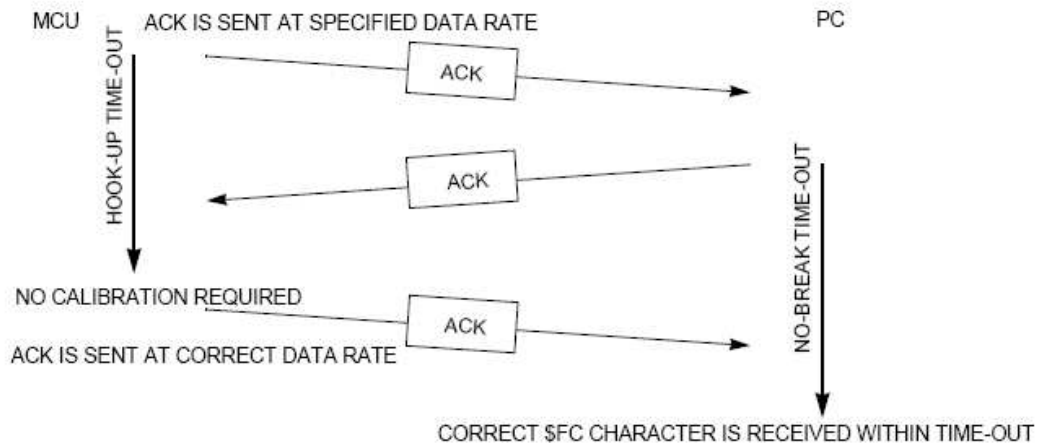 MCU
ACK IS SENT AT SPECIFIED DATA RATE
PC
HOOK-UP TIME-OUT
ACK
ACK
NO-BREAK TIME-OUT
NO CALIBRATION REQUIRED
ACK
ACK IS SENT AT CORRECT DATA RATE
CORRECT $FC CHARACTER IS RECEIVED WITHIN TIME-OUT